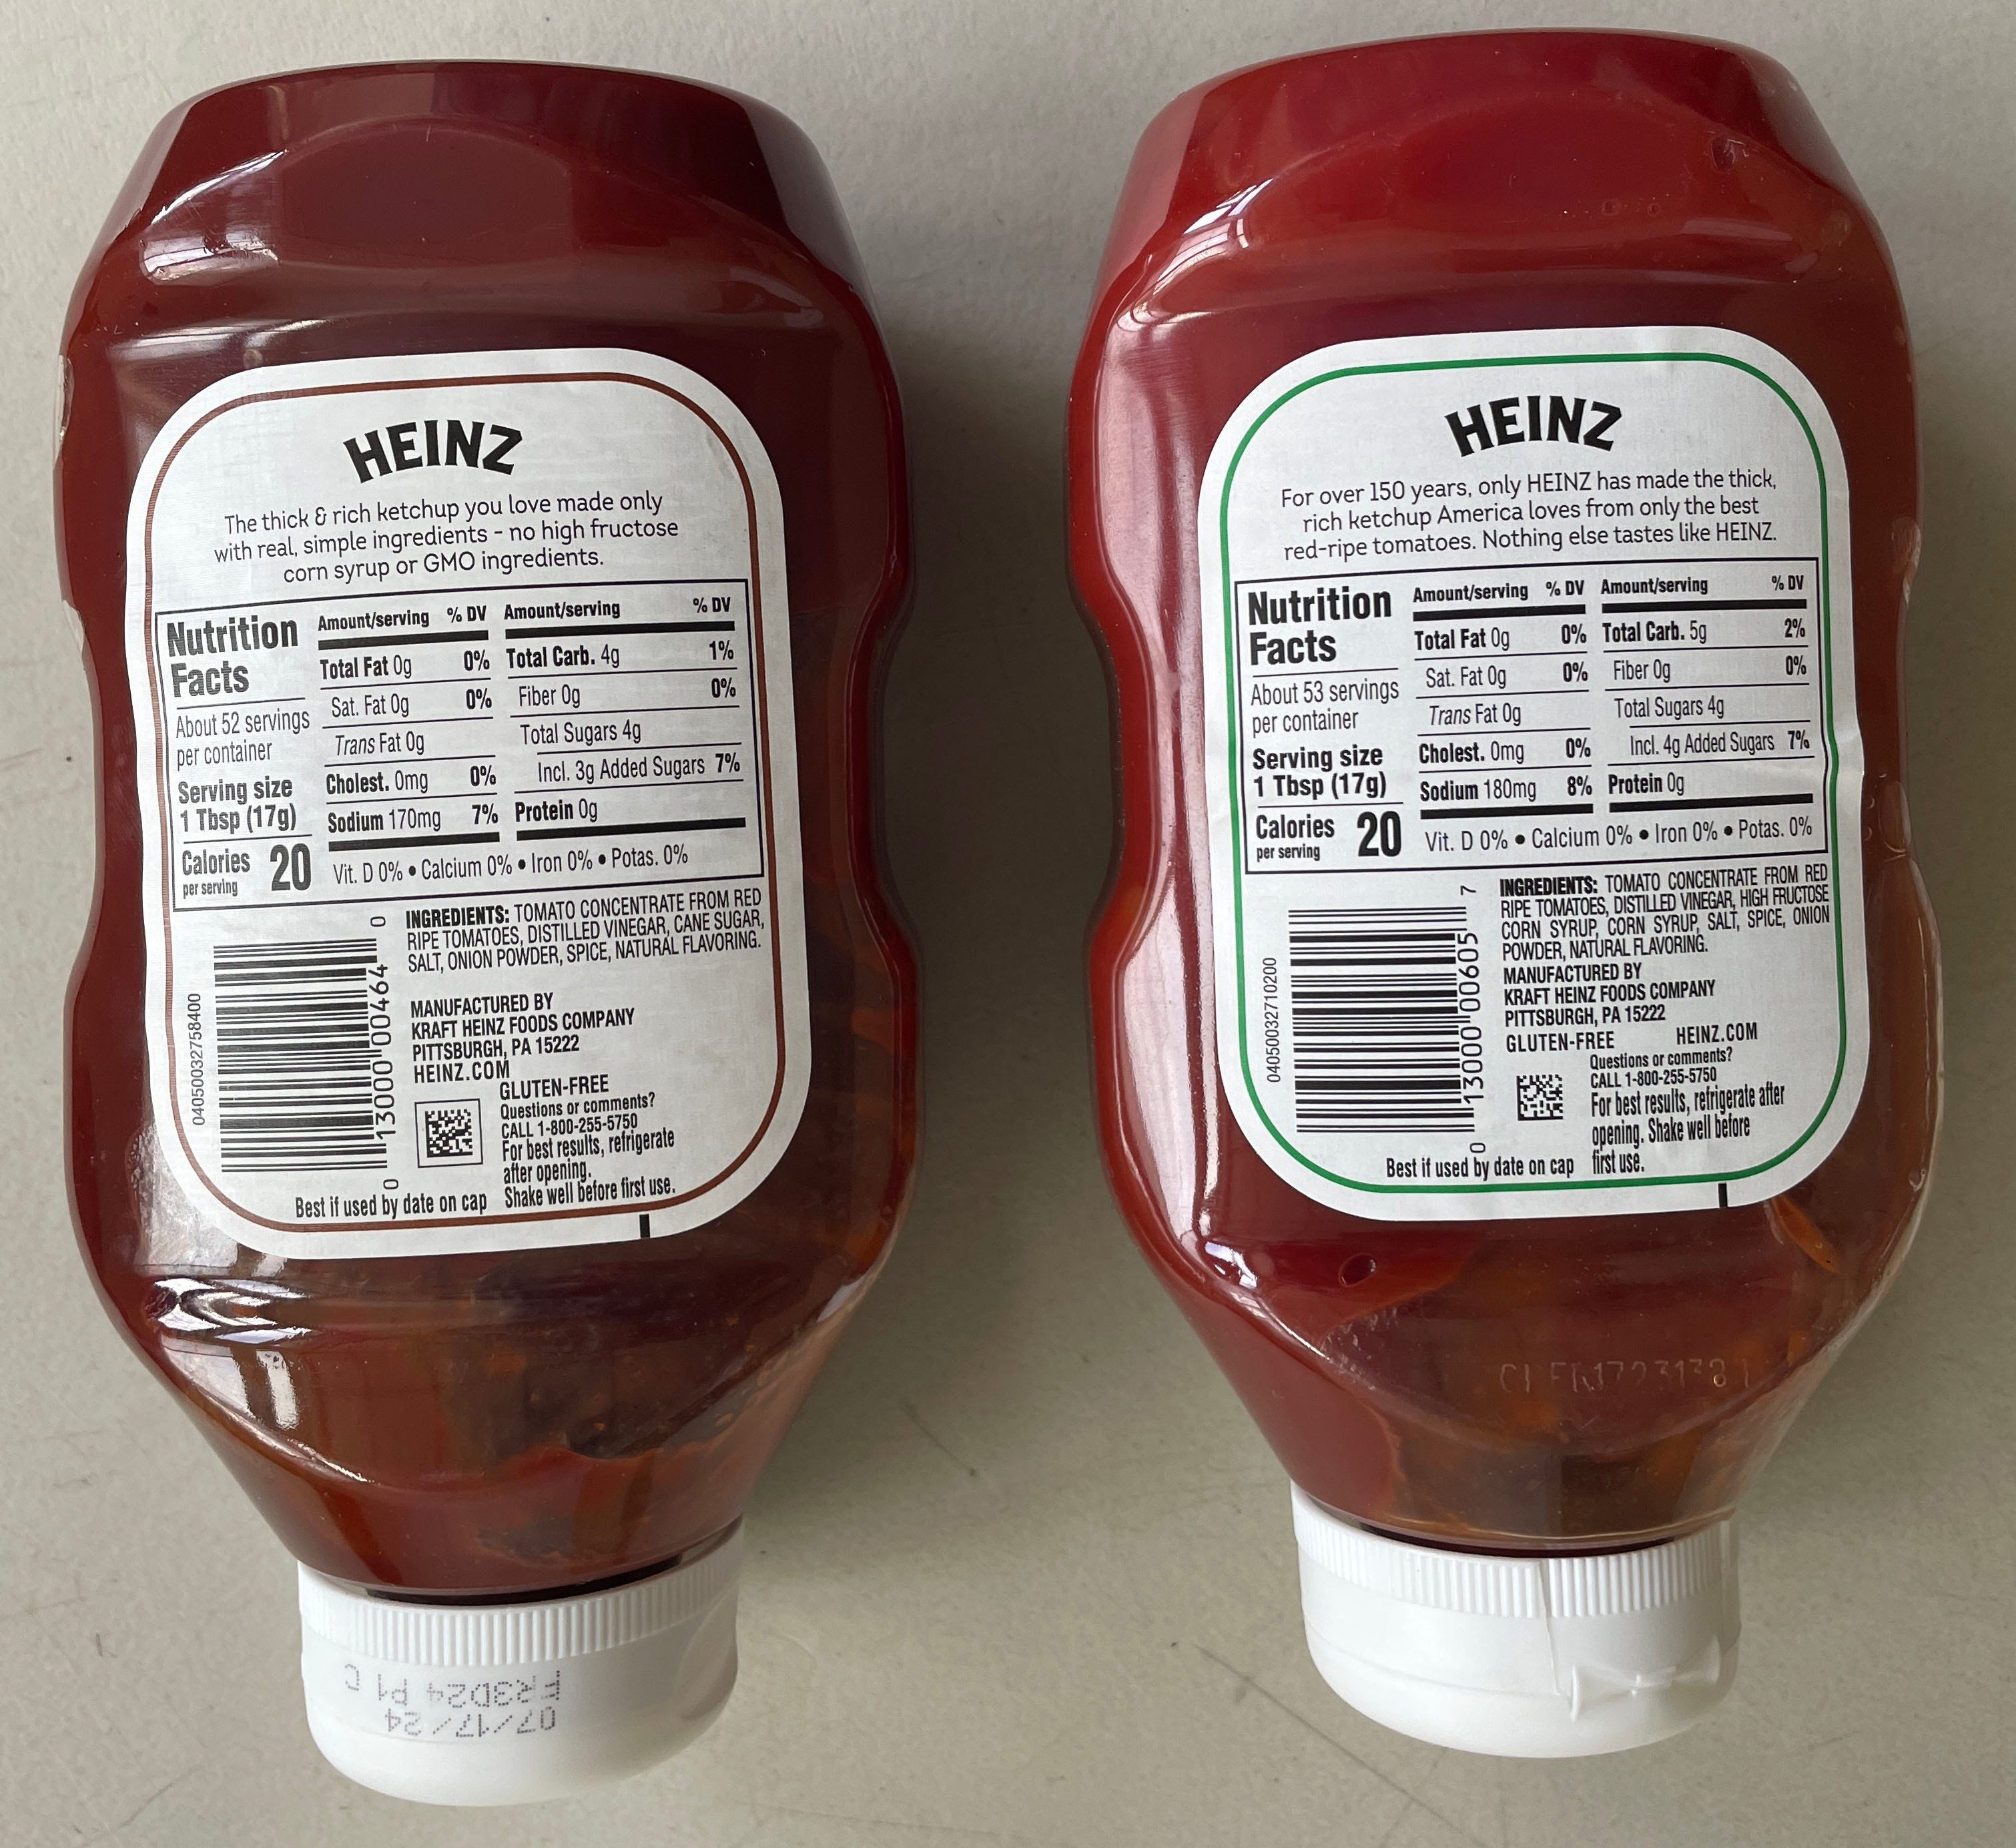 HEINZ
The thick & rich ketchup you love made only
with real, simple ingredients - no high fructose
corn syrup or GMO ingredients.
Nutrition
Facts
About 52 servings
per container
Serving size
1 Tbsp (17g)
Calories
per serving
20
Amount/serving % DV
Total Fat 0g 0%
Sat. Fat 0g 0%
Trans Fat 0g
Cholest. 0mg 0%
Sodium 170mg 7%
Amount/serving % DV
Total Carb. 4g 1%
Fiber 0g 0%
Total Sugars 4g
Incl. 3g Added Sugars 7%
Protein 0g
Vit. D 0% • Calcium 0% • Iron 0% • Potas. 0%
INGREDIENTS: TOMATO CONCENTRATE FROM RED
RIPE TOMATOES, DISTILLED VINEGAR, CANE SUGAR,
SALT, ONION POWDER, SPICE, NATURAL FLAVORING.
MANUFACTURED BY
KRAFT HEINZ FOODS COMPANY
PITTSBURGH, PA 15222
HEINZ.COM
GLUTEN-FREE
Questions or comments?
CALL 1-800-255-5750
For best results, refrigerate
after opening.
Shake well before first use.
Best if used by date on cap
04050032758400
0 13000 00464 0
07/17/24
FR3D24 P1 C
HEINZ
For over 150 years, only HEINZ has made the thick,
rich ketchup America loves from only the best
red-ripe tomatoes. Nothing else tastes like HEINZ.
Nutrition
Facts
About 53 servings
per container
Serving size
1 Tbsp (17g)
Calories
per serving
20
Amount/serving % DV
Total Fat 0g 0%
Sat. Fat 0g 0%
Trans Fat 0g
Cholest. 0mg 0%
Sodium 180mg 8%
Amount/serving % DV
Total Carb. 5g 2%
Fiber 0g 0%
Total Sugars 4g
Incl. 4g Added Sugars 7%
Protein 0g
Vit. D 0% • Calcium 0% • Iron 0% • Potas. 0%
INGREDIENTS: TOMATO CONCENTRATE FROM RED
RIPE TOMATOES, DISTILLED VINEGAR, HIGH FRUCTOSE
CORN SYRUP, CORN SYRUP, SALT, SPICE, ONION
POWDER, NATURAL FLAVORING.
MANUFACTURED BY
KRAFT HEINZ FOODS COMPANY
PITTSBURGH, PA 15222
GLUTEN-FREE HEINZ.COM
Questions or comments?
CALL 1-800-255-5750
For best results, refrigerate after
opening. Shake well before
first use.
Best if used by date on cap
04050032710200
0 13000 00605 7